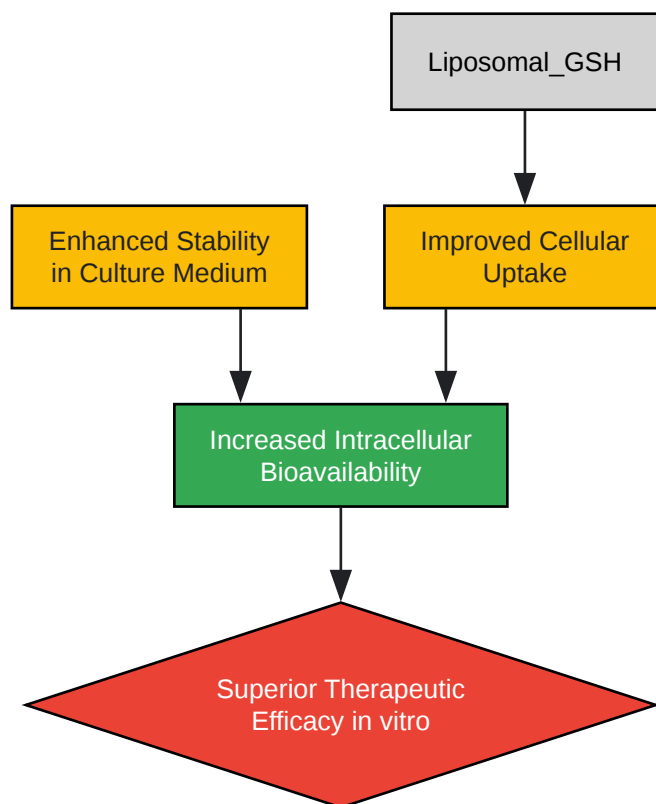 Liposomal_GSH
Enhanced Stability
in Culture Medium
Improved Cellular
Uptake
Increased Intracellular
Bioavailability
Superior Therapeutic
Efficacy in vitro